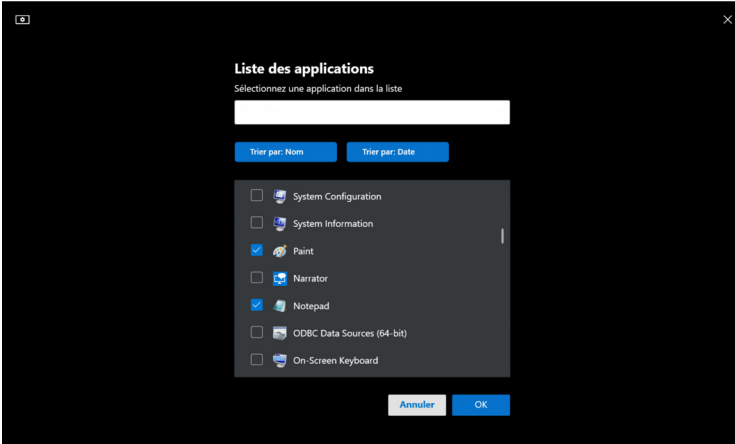 Liste des applications
Sélectionnez une application dans la liste
Trier par: Nom
Trier par: Date
System Configuration
System Information
Paint
Narrator
Notepad
ODBC Data Sources (64-bit)
On-Screen Keyboard
Annuler
OK